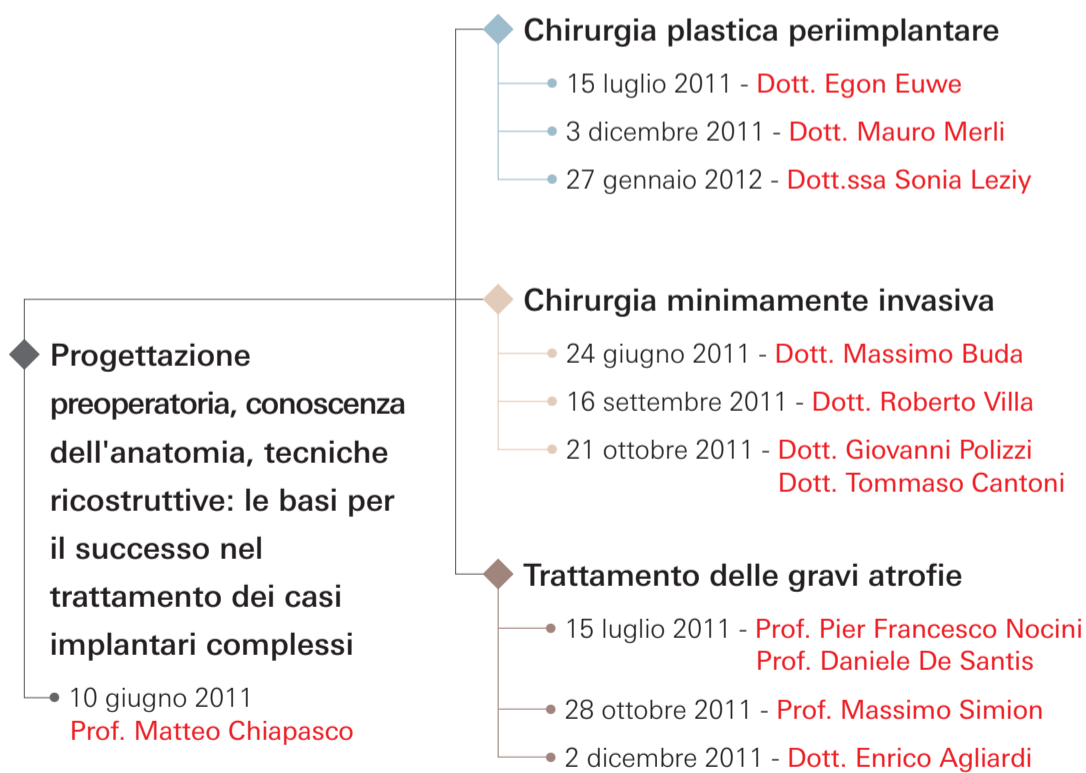 Chirurgia plastica periimplantare
15 luglio 2011 - Dott. Egon Euwe
3 dicembre 2011 - Dott. Mauro Merli
27 gennaio 2012 - Dott.ssa Sonia Leziy
Chirurgia minimamente invasiva
24 giugno 2011 - Dott. Massimo Buda
16 settembre 2011 - Dott. Roberto Villa
21 ottobre 2011 - Dott. Giovanni Polizzi
Dott. Tommaso Cantoni
Progettazione
preoperatoria, conoscenza
dell'anatomia, tecniche
ricostruttive: le basi per
il successo nel
trattamento dei casi
implantari complessi
10 giugno 2011
Prof. Matteo Chiapasco
Trattamento delle gravi atrofie
15 luglio 2011 - Prof. Pier Francesco Nocini
Prof. Daniele De Santis
28 ottobre 2011 - Prof. Massimo Simion
2 dicembre 2011 - Dott. Enrico Agliardi